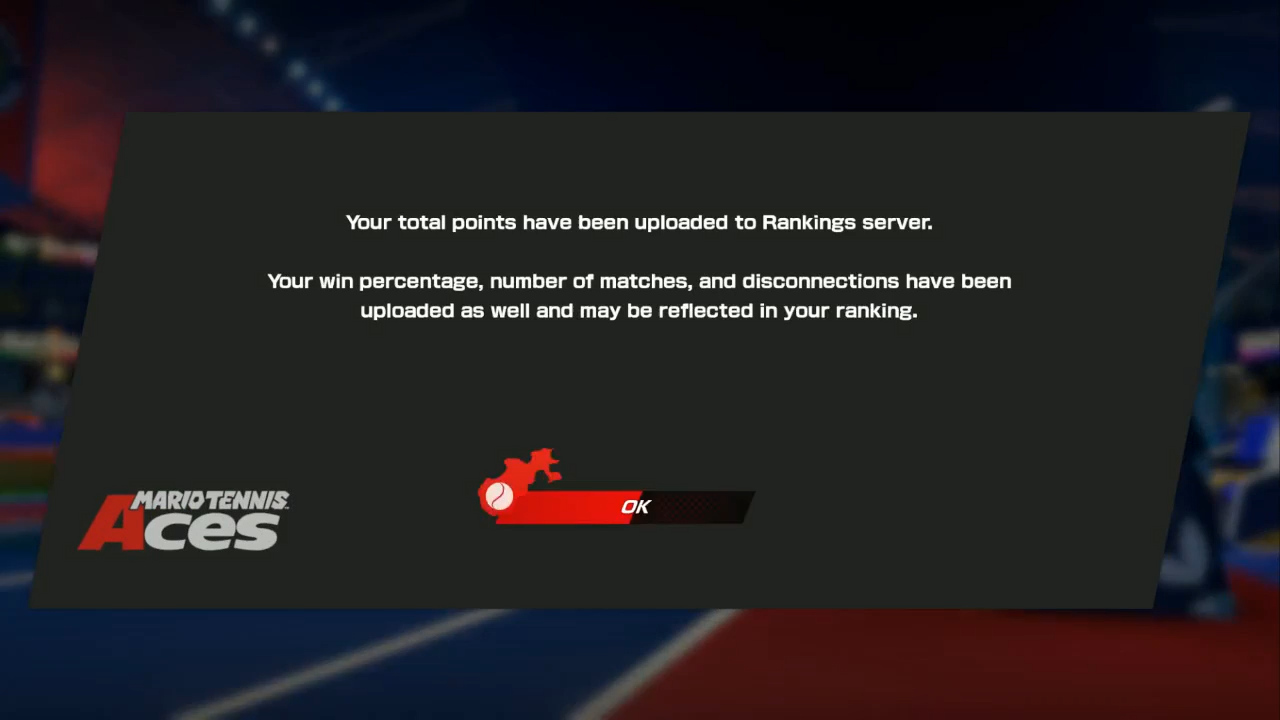 Your total points have been uploaded to Rankings server.
Your win percentage, number of matches, and disconnections have been
uploaded as well and may be reflected in your ranking.
OK
MARIO TENNIS
Aces